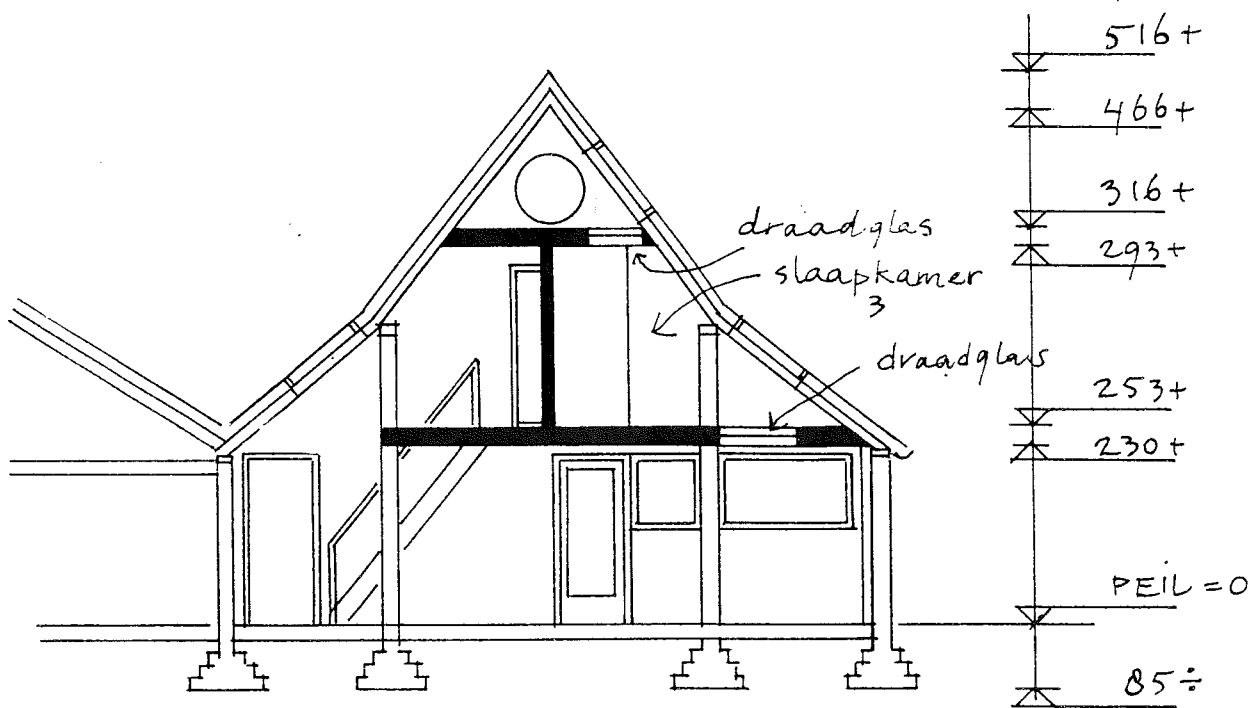 516+
466+
316+
293+
draadglas
slaapkamer
3
draadglas
253+
230+
PEIL = 0
85÷